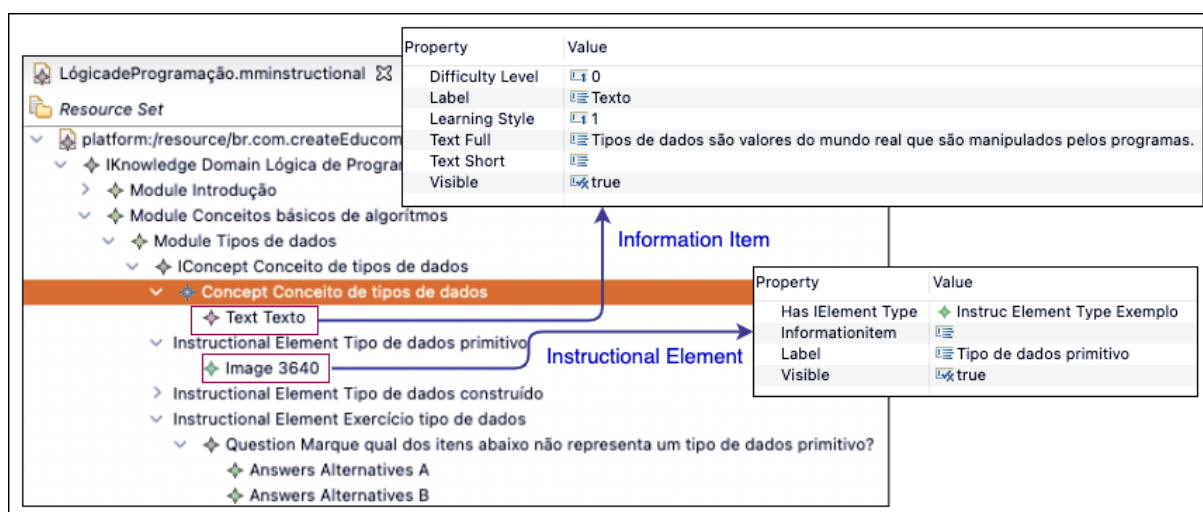 LógicadeProgramação.mminstructional
Resource Set
platform:/resource/br.com.createEducom
IKnowledge Domain Lógica de Progra
Module Introdução
Module Conceitos básicos de algorítmos
Module Tipos de dados
IConcept Conceito de tipos de dados
Concept Conceito de tipos de dados
Text Texto
Instructional Element Tipo de dados primitivo
Image 3640
Instructional Element Tipo de dados construído
Instructional Element Exercício tipo de dados
Question Marque qual dos itens abaixo não representa um tipo de dados primitivo?
Answers Alternatives A
Answers Alternatives B
Property Value
Difficulty Level 0
Label Texto
Learning Style 1
Text Full Tipos de dados são valores do mundo real que são manipulados pelos programas.
Text Short
Visible true
Information Item
Instructional Element
Property Value
Has IElement Type Instruc Element Type Exemplo
Informationitem
Label Tipo de dados primitivo
Visible true